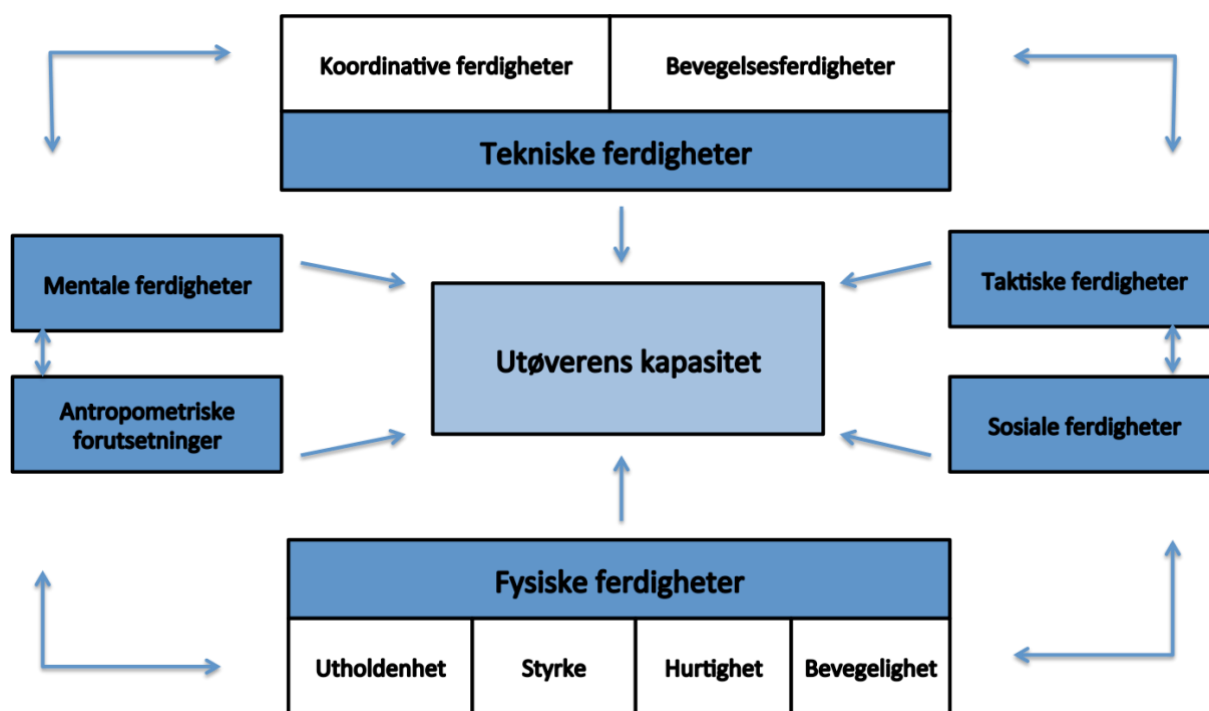 Koordinative ferdigheter
Bevegelsesferdigheter
Tekniske ferdigheter
Mentale ferdigheter
Taktiske ferdigheter
Utøverens kapasitet
Antropometriske
forutsetninger
Sosiale ferdigheter
Fysiske ferdigheter
Utholdenhet
Styrke
Hurtighet
Bevegelighet